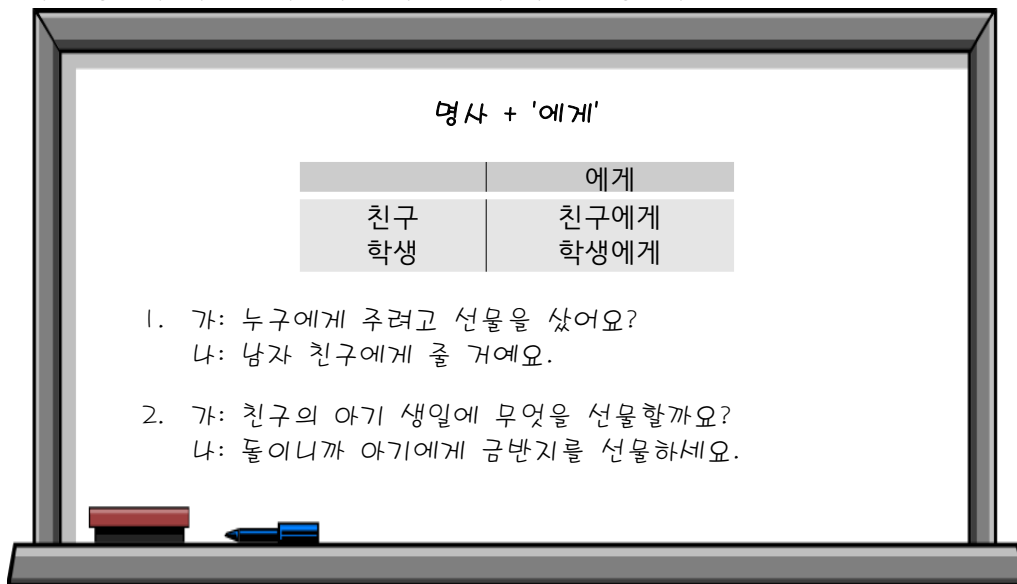 명사 + '에게'
에게
친구 친구에게
학생 학생에게
1. 가: 누구에게 주려고 선물을 샀어요?
나: 남자 친구에게 줄 거예요.
2. 가: 친구의 아기 생일에 무엇을 선물할까요?
나: 돌이니까 아기에게 금반지를 선물하세요.